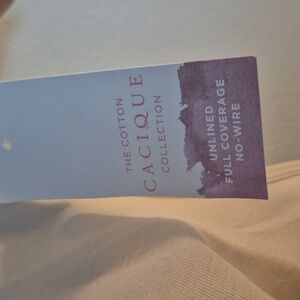 THE COTTON
CACIQUE
COLLECTION
UNLINED
FULL COVERAGE
NO-WIRE